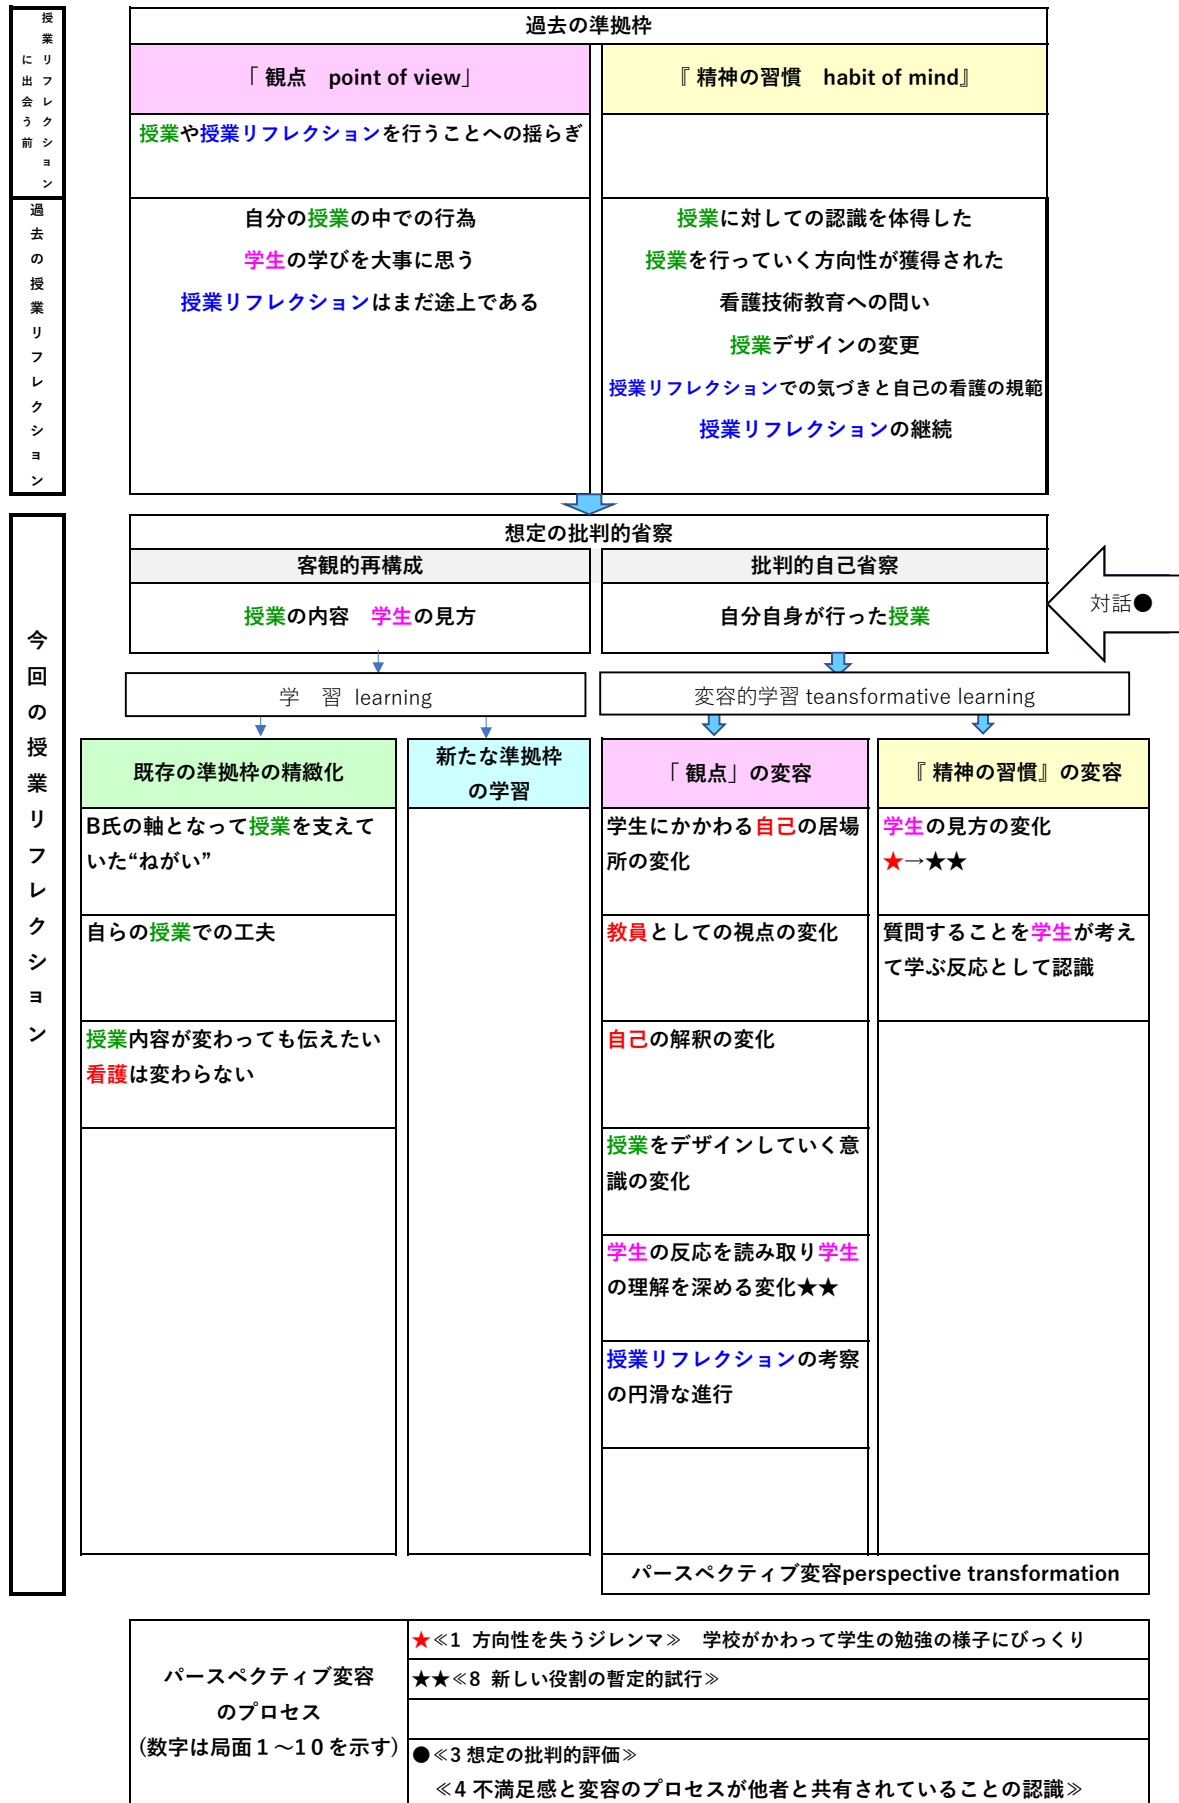 授業リフレクション
に出会う前
過去の準拠枠
「 観点　point of view」
『 精神の習慣　habit of mind』
授業や授業リフレクションを行うことへの揺らぎ
過去の授業リフレクション
自分の授業の中での行為
学生の学びを大事に思う
授業リフレクションはまだ途上である
授業に対しての認識を体得した
授業を行っていく方向性が獲得された
看護技術教育への問い
授業デザインの変更
授業リフレクションでの気づきと自己の看護の規範
授業リフレクションの継続
今回の授業リフレクション
想定の批判的省察
客観的再構成
批判的自己省察
授業の内容　学生の見方
自分自身が行った授業
対話●
学　習 learning
変容的学習 teansformative learning
既存の準拠枠の精緻化
新たな準拠枠
の学習
「 観点」の変容
『 精神の習慣』の変容
B氏の軸となって授業を支えて
いた“ねがい”
自らの授業での工夫
授業内容が変わっても伝えたい
看護は変わらない
学生にかかわる自己の居場
所の変化
教員としての視点の変化
自己の解釈の変化
授業をデザインしていく意
識の変化
学生の反応を読み取り学生
の理解を深める変化★★
授業リフレクションの考察
の円滑な進行
学生の見方の変化
★→★★
質問することを学生が考え
て学ぶ反応として認識
パースペクティブ変容perspective transformation
パースペクティブ変容
のプロセス
(数字は局面１～1０を示す)
★≪1 方向性を失うジレンマ≫　学校がかわって学生の勉強の様子にびっくり
★★≪8 新しい役割の暫定的試行≫
●≪3 想定の批判的評価≫
≪4 不満足感と変容のプロセスが他者と共有されていることの認識≫